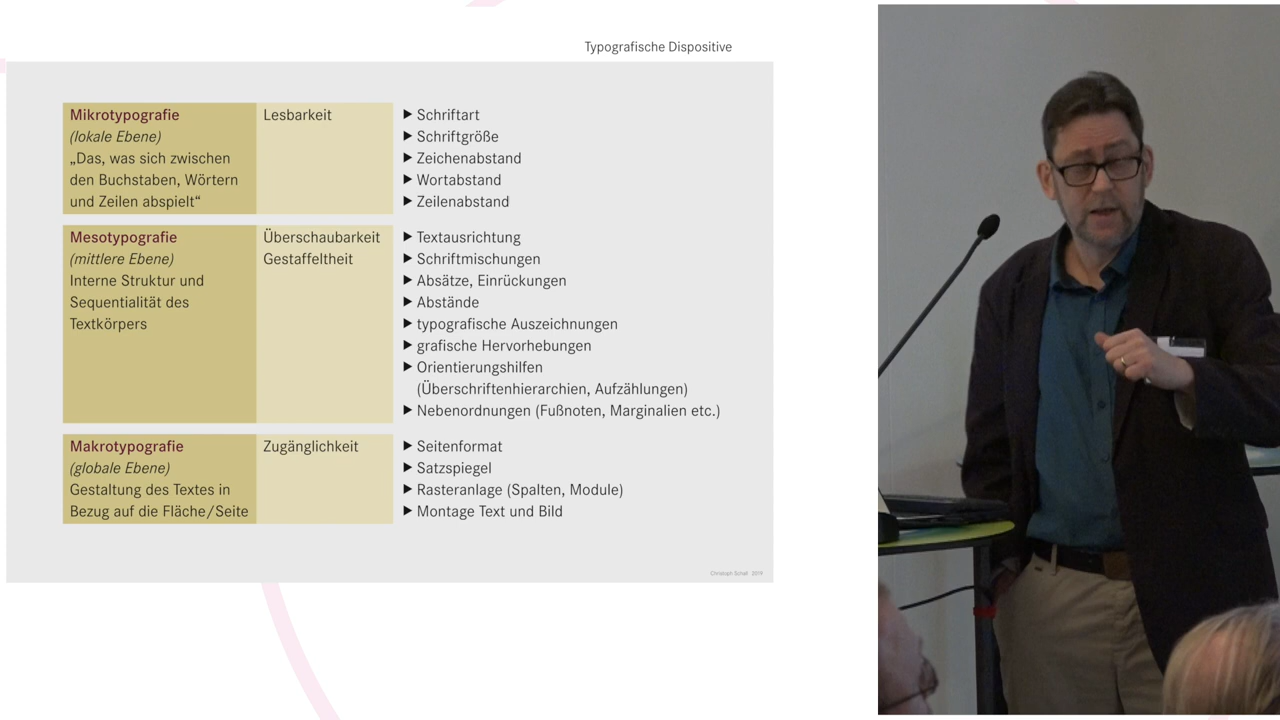 Typografische Dispositive
Mikrotypografie
(lokale Ebene)
„Das, was sich zwischen
den Buchstaben, Wörtern
und Zeilen abspielt“
Lesbarkeit
▶ Schriftart
▶ Schriftgröße
▶ Zeichenabstand
▶ Wortabstand
▶ Zeilenabstand
Mesotypografie
(mittlere Ebene)
Interne Struktur und
Sequentialität des
Textkörpers
Überschaubarkeit
Gestaffeltheit
▶ Textausrichtung
▶ Schriftmischungen
▶ Absätze, Einrückungen
▶ Abstände
▶ typografische Auszeichnungen
▶ grafische Hervorhebungen
▶ Orientierungshilfen
(Überschriftenhierarchien, Aufzählungen)
▶ Nebenordnungen (Fußnoten, Marginalien etc.)
Makrotypografie
(globale Ebene)
Gestaltung des Textes in
Bezug auf die Fläche/Seite
Zugänglichkeit
▶ Seitenformat
▶ Satzspiegel
▶ Rasteranlage (Spalten, Module)
▶ Montage Text und Bild
Christoph Schall 2019